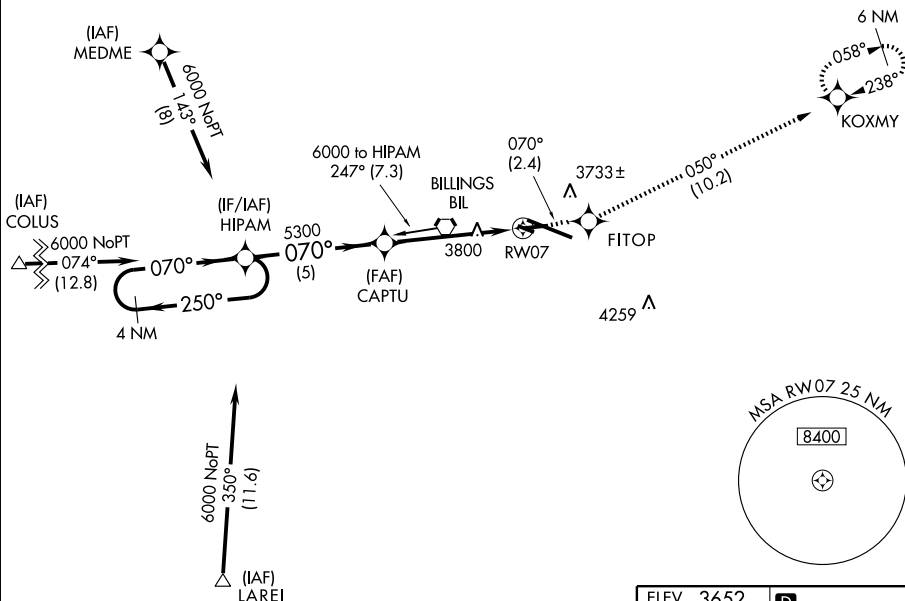 (IAF)
MEDME
6000 NoPT
143°
(8)
6 NM
058°
238°
KOXMY
6000 to HIPAM
247° (7.3)
070°
(2.4)
3733±
050°
(10.2)
BILLINGS
BIL
(IAF)
COLUS
6000 NoPT
074°
(12.8)
(IF/IAF)
HIPAM
5300
070°
(5)
070°
250°
4 NM
(FAF)
CAPTU
3800
RW07
FITOP
4259
MSA RW07 25 NM
8400
6000 NoPT
350°
(11.6)
(IAF)
LAREI
ELEV 3652
D